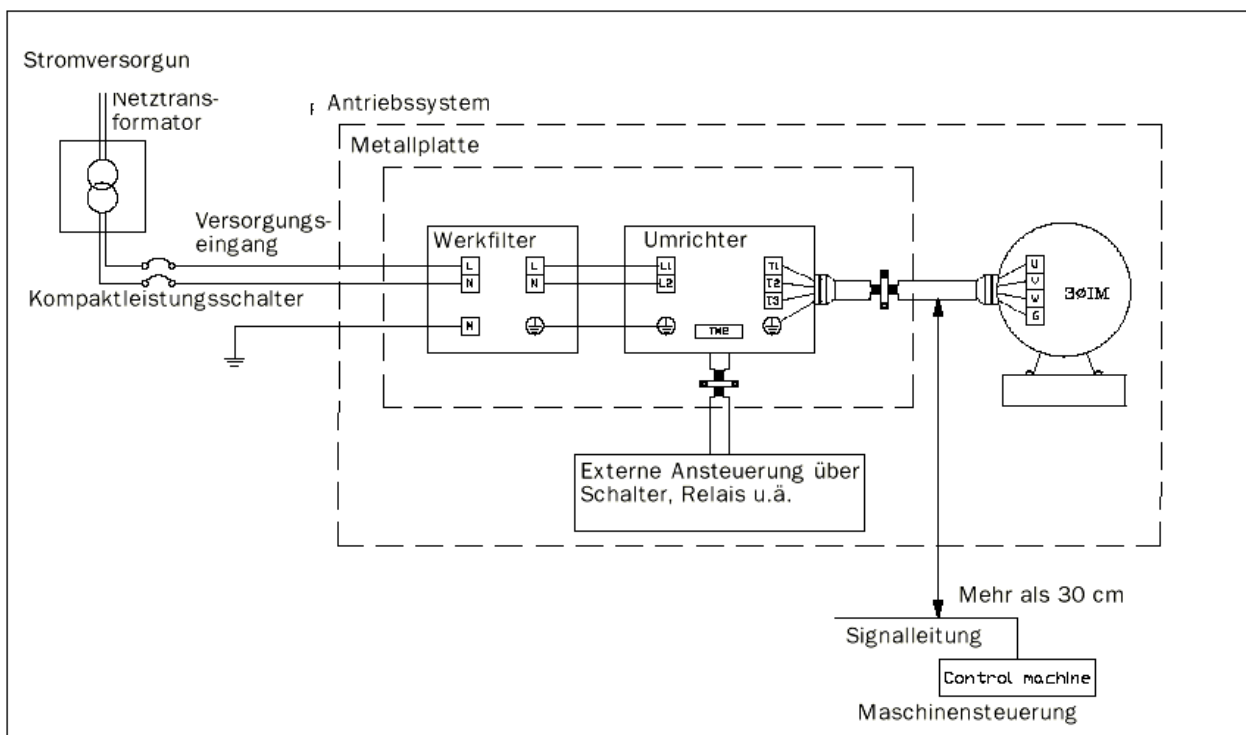 Stromversorgun
Netztrans-
formator
Antriebssystem
Metallplatte
Versorgungs-
eingang
Werkfilter
Umrichter
L
L
L1
T1
U
N
N
L2
T2
V
Kompaktleistungsschalter
T3
W
3ØIM
G
N
TM2
Externe Ansteuerung über
Schalter, Relais u.ä.
Mehr als 30 cm
Signalleitung
Control machine
Maschinensteuerung